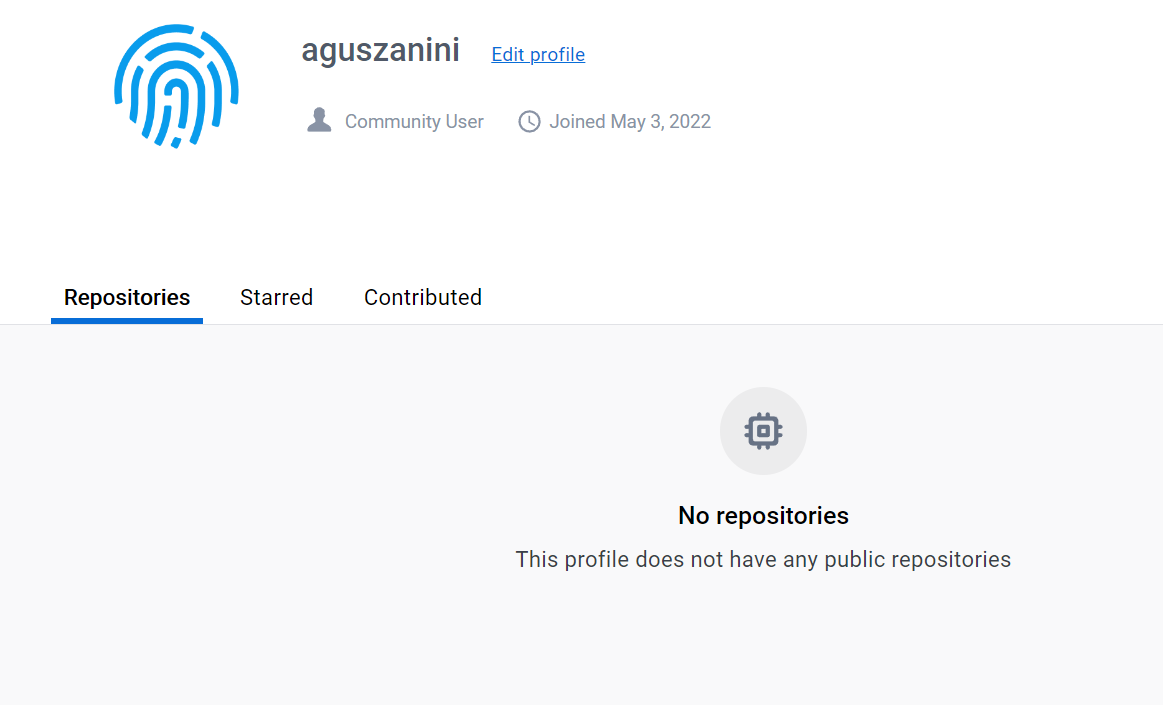 aguszanini Edit profile
Community User Joined May 3, 2022
Repositories Starred Contributed
No repositories
This profile does not have any public repositories